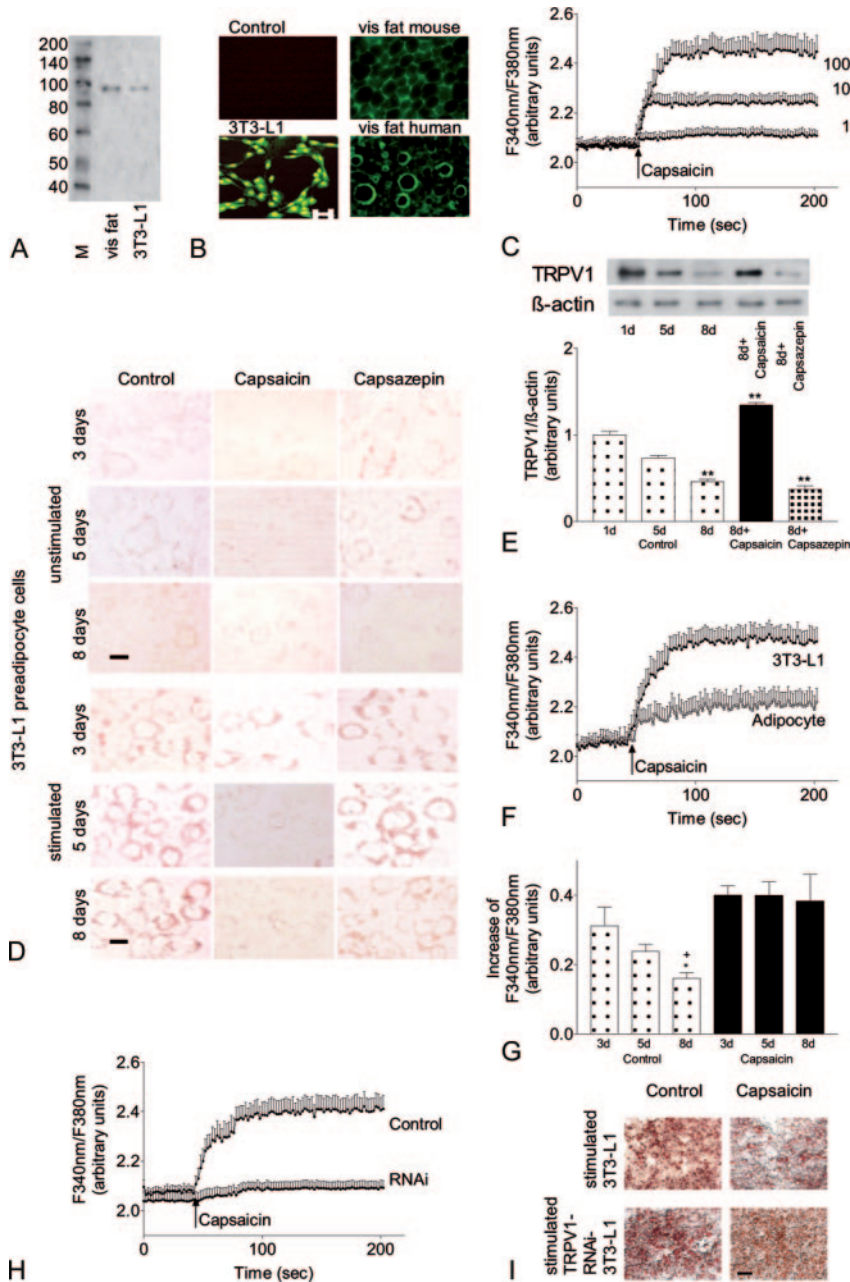 200
140
100
80
60
50
40
M
vis fat
3T3-L1
A
Control
vis fat mouse
3T3-L1
vis fat human
B
F340nm/F380nm
(arbitrary units)
2.6
2.4
2.2
2.0
100
10
1
Capsaicin
0
100
200
Time (sec)
C
TRPV1
ß-actin
1d
5d
8d
8d+
Capsaicin
8d+
Capsazepin
TRPV1/ß-actin
(arbitrary units)
2
1
0
**
**
**
1d
5d
8d
8d+
8d+
Control
Capsaicin
Capsazepin
E
Control
Capsaicin
Capsazepin
3T3-L1 preadipocyte cells
unstimulated
3 days
5 days
8 days
stimulated
3 days
5 days
8 days
D
F340nm/F380nm
(arbitrary units)
2.6
2.4
2.2
2.0
3T3-L1
Adipocyte
Capsaicin
0
100
200
Time (sec)
F
Increase of
F340nm/F380nm
(arbitrary units)
0.4
0.2
0.0
+
*
3d
5d
8d
3d
5d
8d
Control
Capsaicin
G
F340nm/F380nm
(arbitrary units)
2.6
2.4
2.2
2.0
Control
RNAi
Capsaicin
0
100
200
Time (sec)
H
Control
Capsaicin
stimulated
3T3-L1
stimulated
TRPV1-
RNAi-
3T3-L1
I